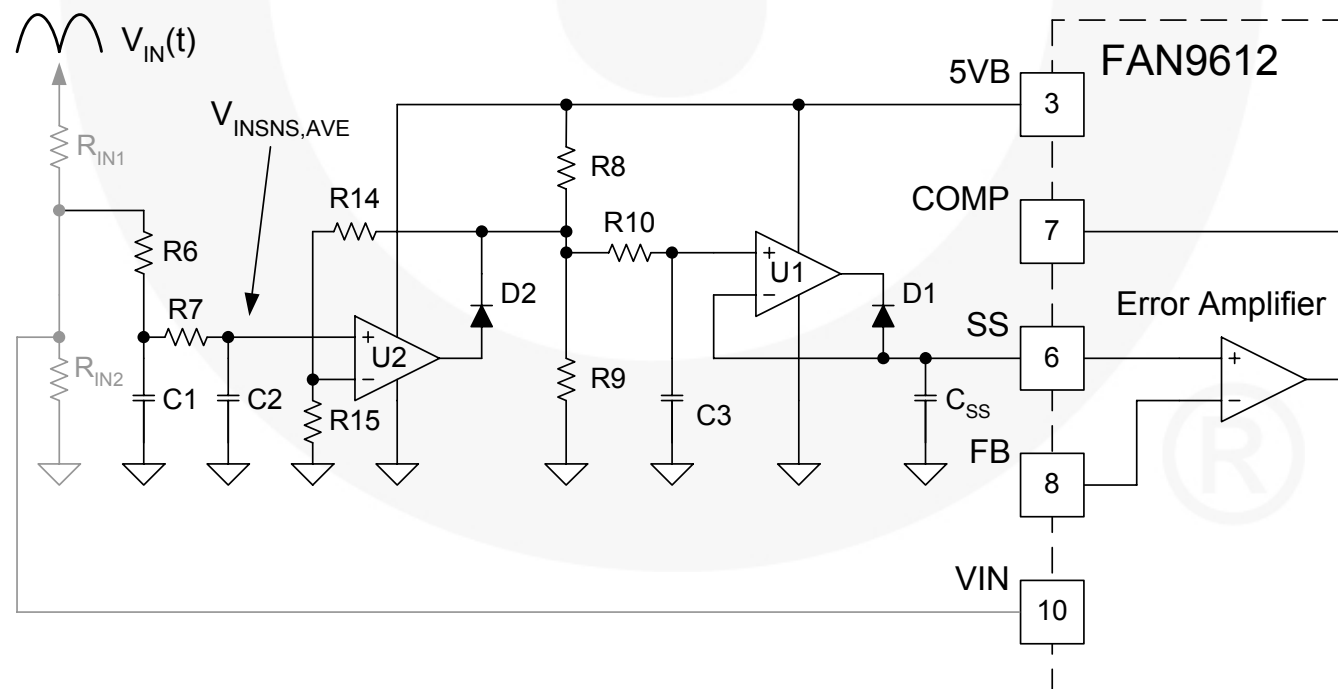 V_IN(t)
FAN9612
5VB
3
V_INSNS,AVE
R_IN1
R8
R14
R10
COMP
7
R6
U1
D2
D1
Error Amplifier
R7
SS
+
U2
−
6
+
−
R_IN2
R9
C1
C2
R15
C3
C_SS
FB
8
+
−
®
VIN
10